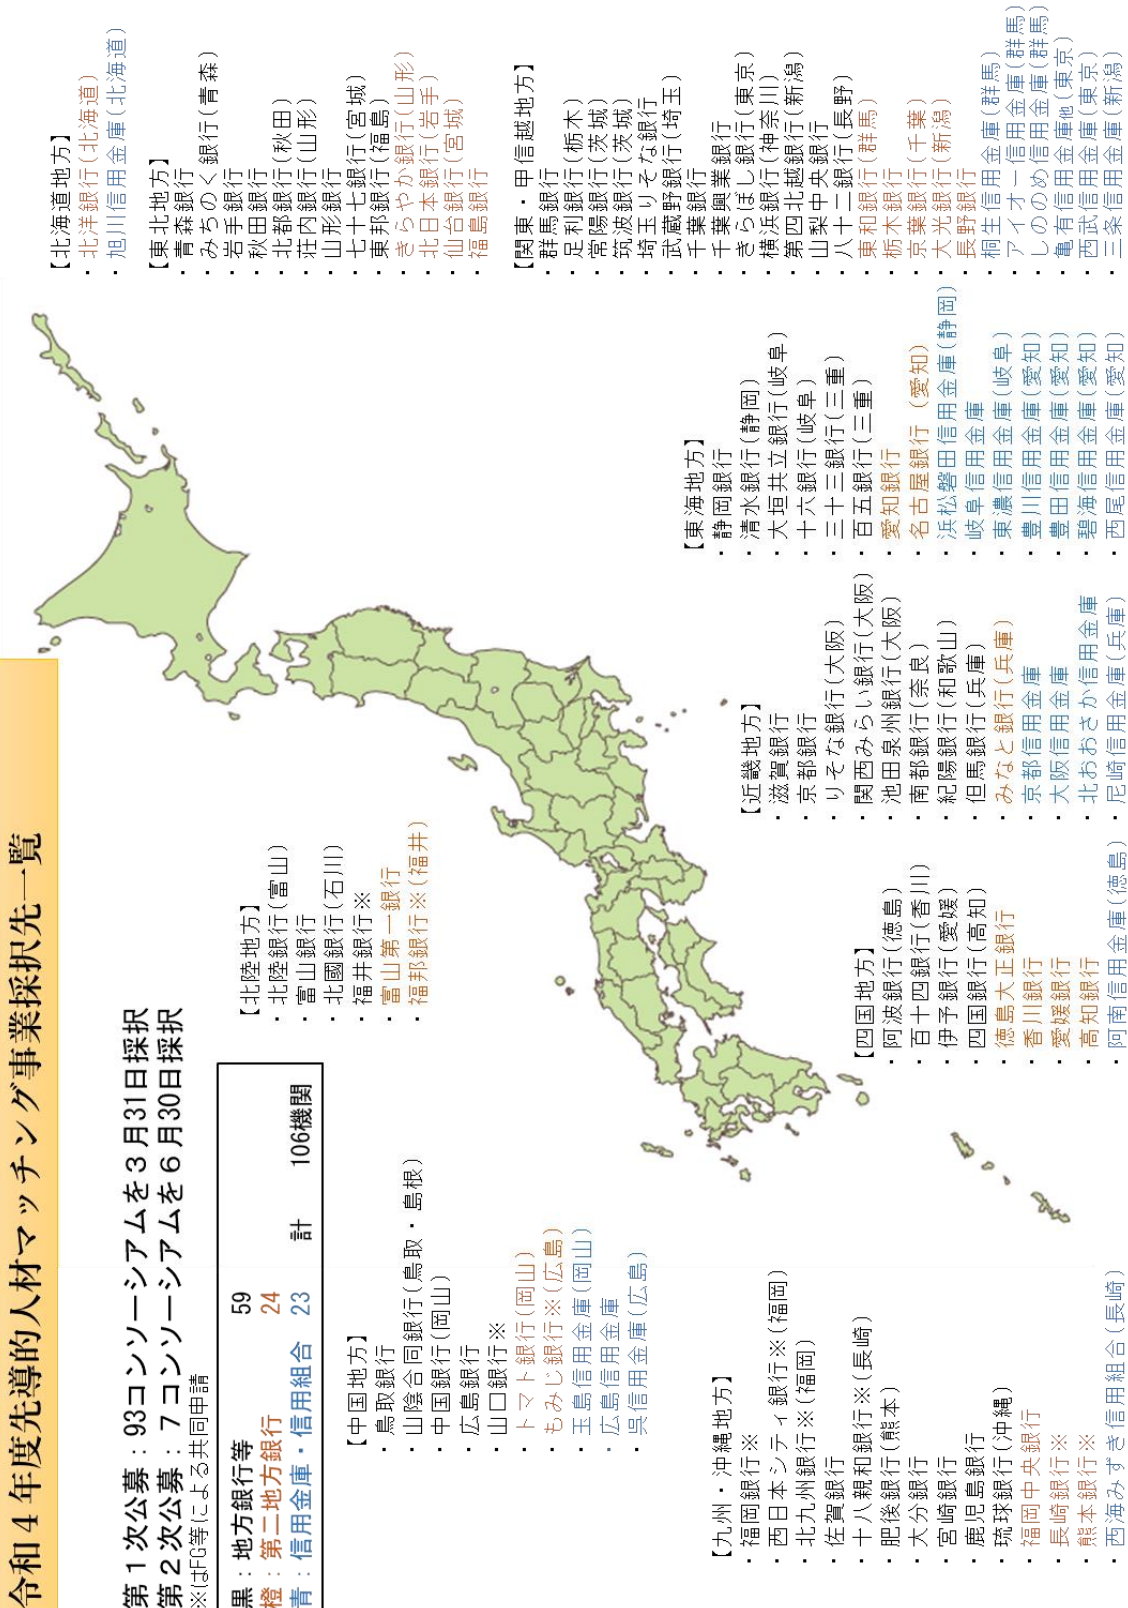 令和４年度先導的人材マッチング事業採択先一覧
第１次公募：93コンソーシアムを３月31日採択
第２次公募：７コンソーシアムを６月30日採択
※はFG等による共同申請
黒：地方銀行等 59
橙：第二地方銀行 24
青：信用金庫・信用組合 23
計 106機関
【北海道地方】
・北洋銀行(北海道)
・旭川信用金庫(北海道)
【東北地方】
・青森銀行
・みちのく銀行(青森)
・岩手銀行
・秋田銀行
・北都銀行(秋田)
・荘内銀行(山形)
・山形銀行
・七十七銀行(宮城)
・東邦銀行(福島)
・きらやか銀行(山形)
・北日本銀行(岩手)
・仙台銀行(宮城)
・福島銀行
【関東・甲信越地方】
・群馬銀行
・足利銀行(栃木)
・常陽銀行(茨城)
・筑波銀行(茨城)
・埼玉りそな銀行
・武蔵野銀行(埼玉)
・千葉銀行
・千葉興業銀行
・きらぼし銀行(東京)
・横浜銀行(神奈川)
・第四北越銀行(新潟)
・山梨中央銀行
・八十二銀行(長野)
・東和銀行(群馬)
・栃木銀行
・京葉銀行(千葉)
・大光銀行(新潟)
・長野銀行
・桐生信用金庫(群馬)
・アイオー信用金庫(群馬)
・しののめ信用金庫(群馬)
・亀有信用金庫他(東京)
・西武信用金庫(東京)
・三条信用金庫(新潟)
【東海地方】
・静岡銀行
・清水銀行(静岡)
・大垣共立銀行(岐阜)
・十六銀行(岐阜)
・三十三銀行(三重)
・百五銀行(三重)
・愛知銀行
・名古屋銀行（愛知）
・浜松磐田信用金庫(静岡)
・岐阜信用金庫
・東濃信用金庫(岐阜)
・豊川信用金庫(愛知)
・豊田信用金庫(愛知)
・碧海信用金庫(愛知)
・西尾信用金庫(愛知)
【北陸地方】
・北陸銀行(富山)
・富山銀行
・北國銀行(石川)
・福井銀行※
・富山第一銀行
・福邦銀行※(福井)
【近畿地方】
・滋賀銀行
・京都銀行
・りそな銀行(大阪)
・関西みらい銀行(大阪)
・池田泉州銀行(大阪)
・南都銀行(奈良)
・紀陽銀行(和歌山)
・但馬銀行(兵庫)
・みなと銀行(兵庫)
・京都信用金庫
・大阪信用金庫
・北おおさか信用金庫
・尼崎信用金庫(兵庫)
【中国地方】
・鳥取銀行
・山陰合同銀行(鳥取・島根)
・中国銀行(岡山)
・広島銀行
・山口銀行※
・トマト銀行(岡山)
・もみじ銀行※(広島)
・玉島信用金庫(岡山)
・広島信用金庫
・呉信用金庫(広島)
【四国地方】
・阿波銀行(徳島)
・百十四銀行(香川)
・伊予銀行(愛媛)
・四国銀行(高知)
・徳島大正銀行
・香川銀行
・愛媛銀行
・高知銀行
・阿南信用金庫(徳島)
【九州・沖縄地方】
・福岡銀行※
・西日本シティ銀行※(福岡)
・北九州銀行※(福岡)
・佐賀銀行
・十八親和銀行※(長崎)
・肥後銀行(熊本)
・大分銀行
・宮崎銀行
・鹿児島銀行
・琉球銀行(沖縄)
・福岡中央銀行
・長崎銀行※
・熊本銀行※
・西海みずき信用組合(長崎)